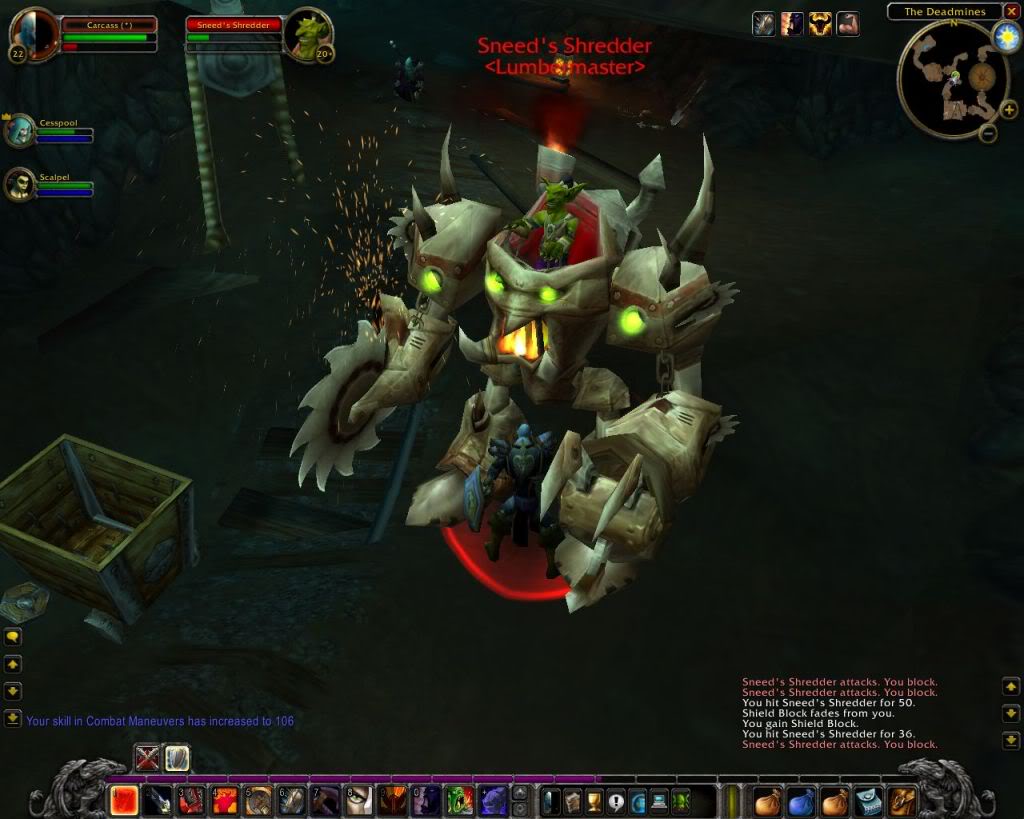 Carcass (*)
22
Sneed's Shredder
20+
Sneed's Shredder
<Lumbermaster>
The Deadmines
N
Cesspool
Scalpel
Sneed's Shredder attacks. You block.
Sneed's Shredder attacks. You block.
You hit Sneed's Shredder for 50.
Shield Block fades from you.
You gain Shield Block.
You hit Sneed's Shredder for 36.
Sneed's Shredder attacks. You block.
Your skill in Combat Maneuvers has increased to 106